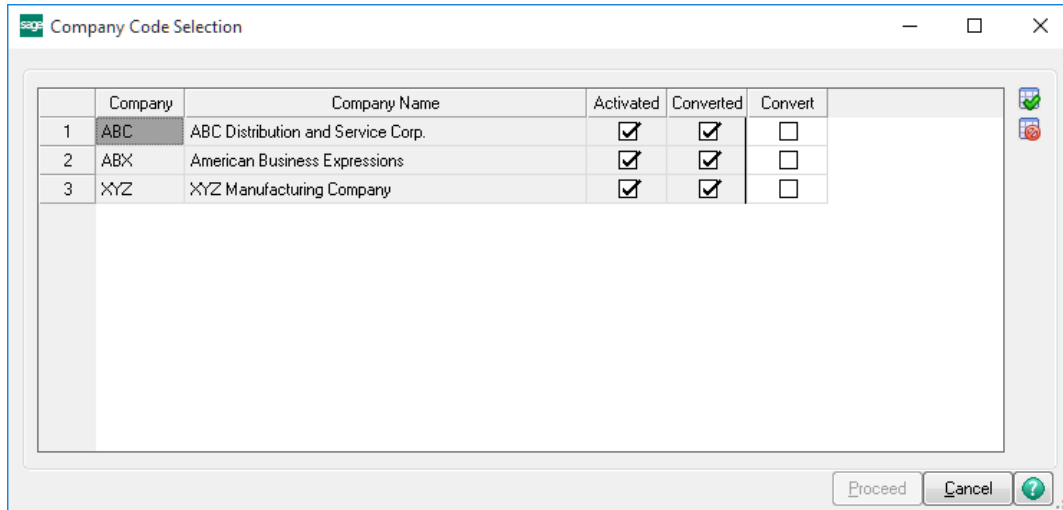 sage Company Code Selection
Company Company Name Activated Converted Convert
1 ABC ABC Distribution and Service Corp.
2 ABX American Business Expressions
3 XYZ XYZ Manufacturing Company
Proceed Cancel ?